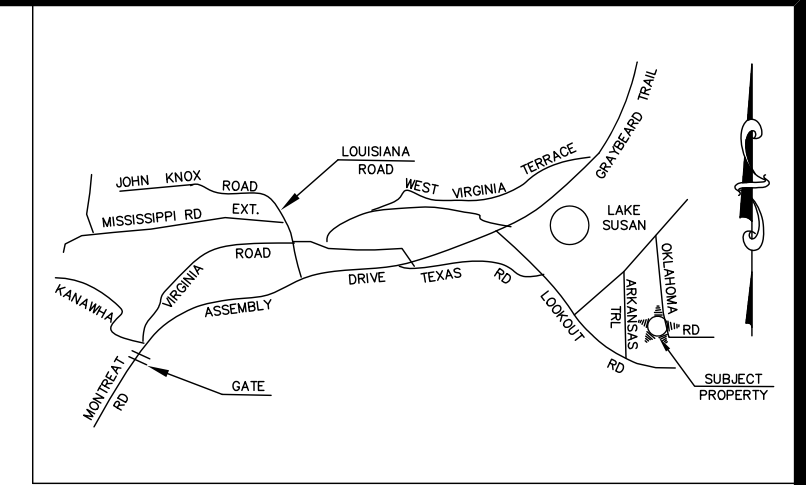 GRAYBEARD TRAIL
LOUISIANA
ROAD
TERRACE
JOHN KNOX ROAD
WEST VIRGINIA
MISSISSIPPI RD EXT.
LAKE
SUSAN
ROAD
VIRGINIA
KANAWHA
DRIVE
TEXAS RD
ASSEMBLY
LOOKOUT
RD
ARKANSAS
TRL
OKLAHOMA
RD
MONTREAT
RD
GATE
SUBJECT
PROPERTY